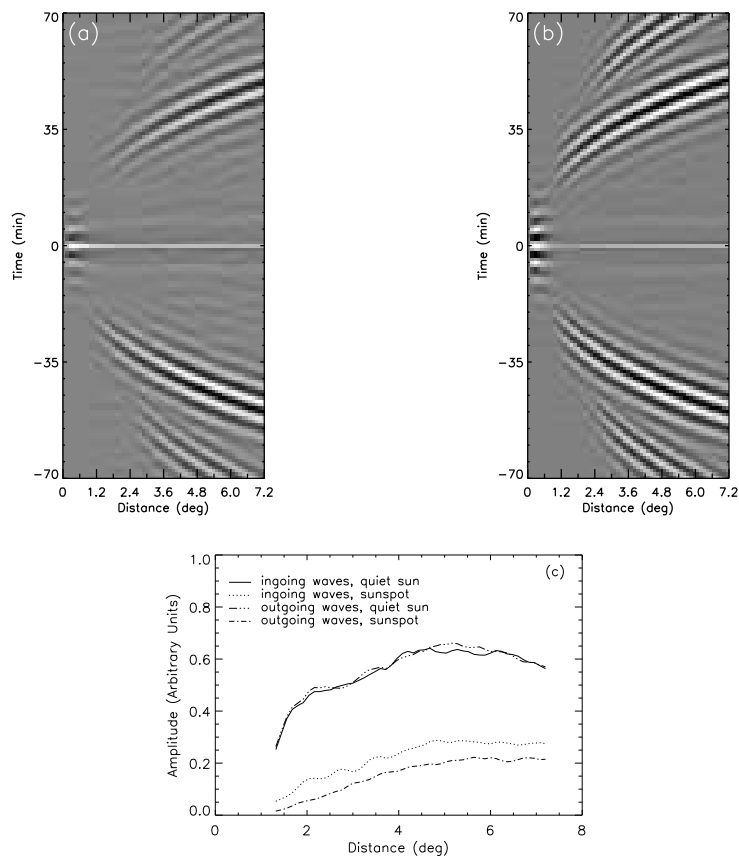 (a)
(b)
70
35
0
−35
−70
Time (min)
0 1.2 2.4 3.6 4.8 6.0 7.2
Distance (deg)
70
35
0
−35
−70
Time (min)
0 1.2 2.4 3.6 4.8 6.0 7.2
Distance (deg)
(c)
ingoing waves, quiet sun
ingoing waves, sunspot
outgoing waves, quiet sun
outgoing waves, sunspot
1.0
0.8
0.6
0.4
0.2
0.0
Amplitude (Arbitrary Units)
0 2 4 6 8
Distance (deg)